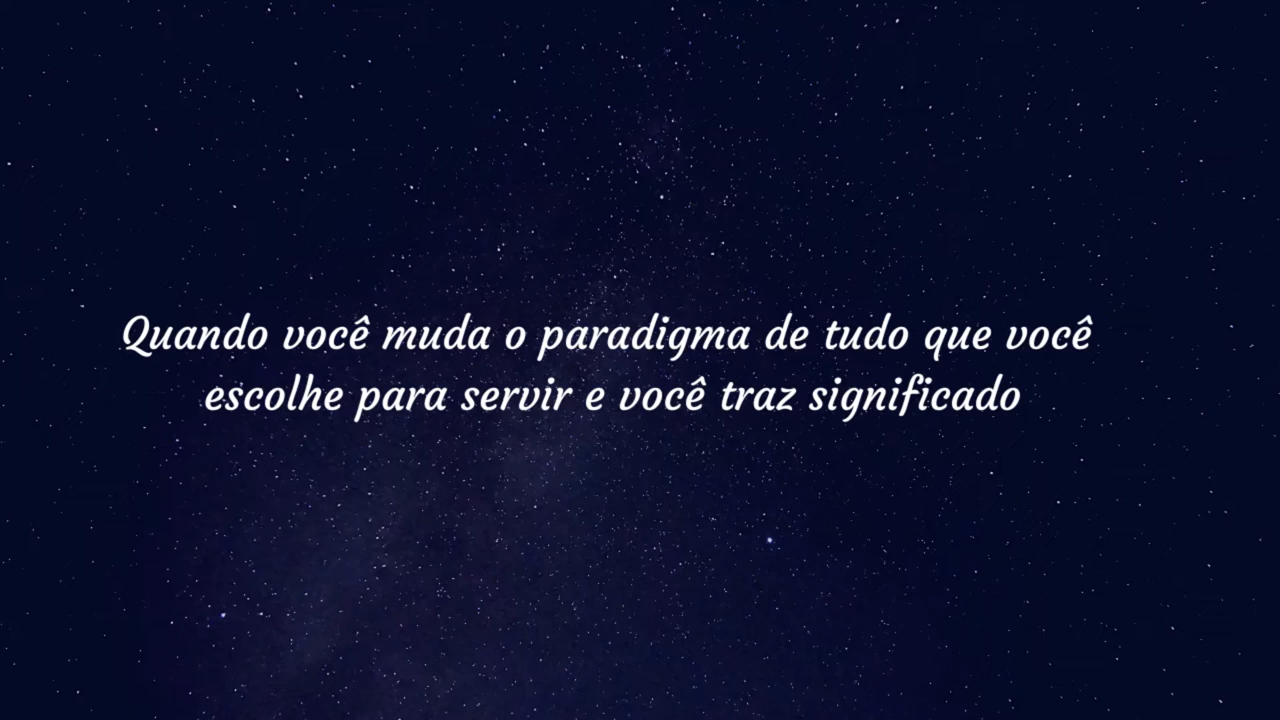 Quando você muda o paradigma de tudo que você
escolhe para servir e você traz significado